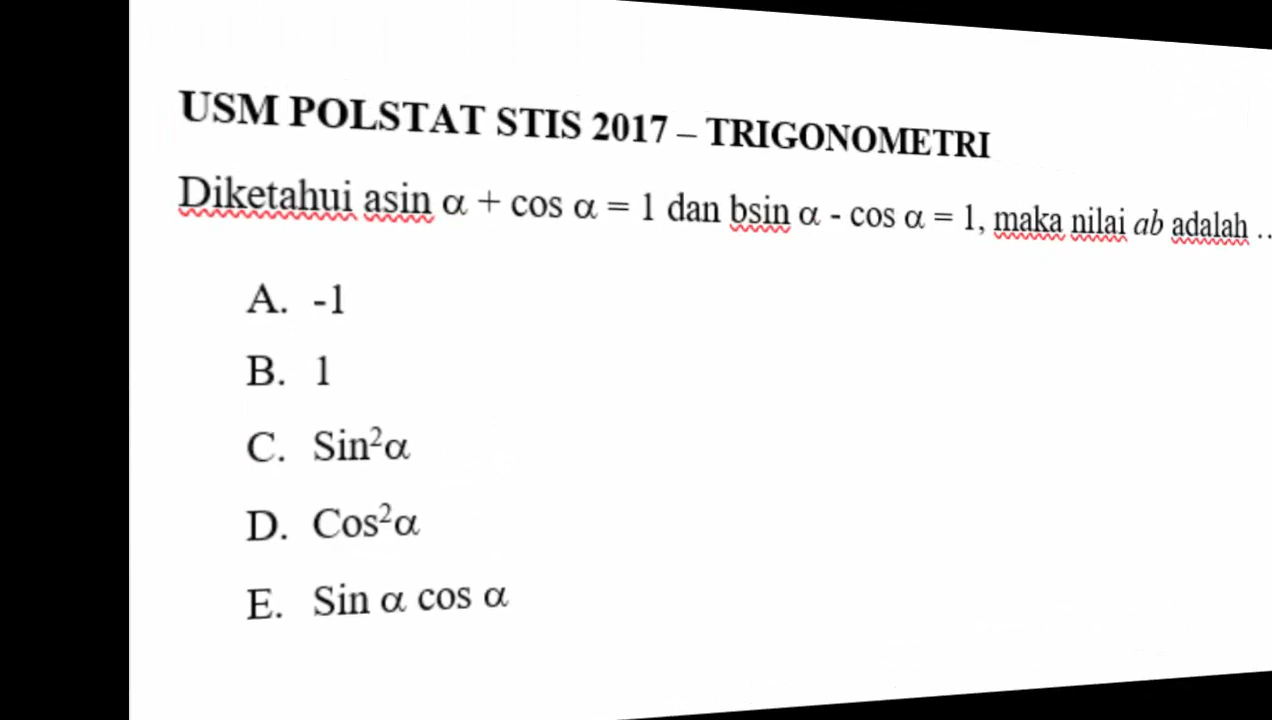 USM POLSTAT STIS 2017 – TRIGONOMETRI
Diketahui asin α + cos α = 1 dan bsin α - cos α = 1, maka nilai ab adalah ..
A. -1
B. 1
C. Sin²α
D. Cos²α
E. Sin α cos α